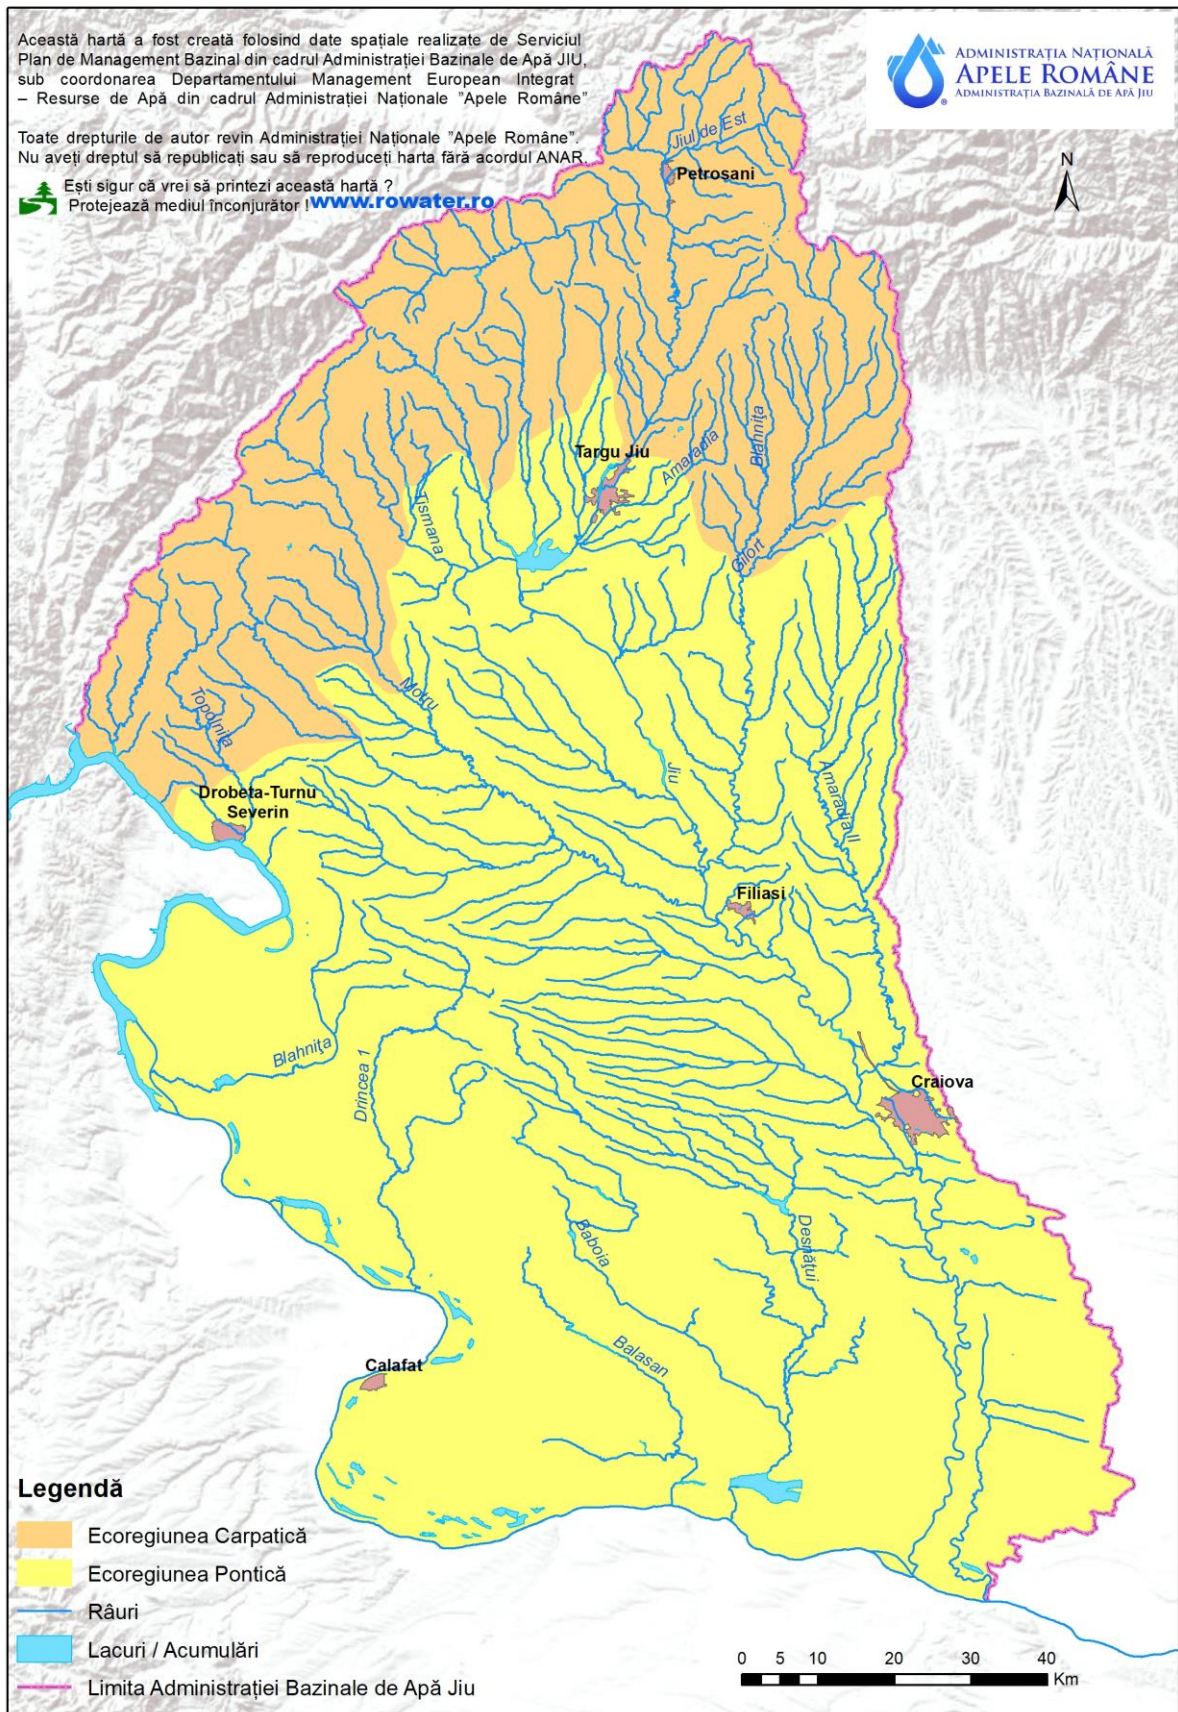 Această hartă a fost creată folosind date spațiale realizate de Serviciul
Plan de Management Bazinal din cadrul Administrației Bazinale de Apă JIU,
sub coordonarea Departamentului Management European Integrat
– Resurse de Apă din cadrul Administrației Naționale "Apele Române"
Toate drepturile de autor revin Administrației Naționale "Apele Române".
Nu aveți dreptul să republicați sau să reproduceți harta fără acordul ANAR.
Ești sigur că vrei să printezi această hartă ?
Protejează mediul înconjurător ! www.rowater.ro
ADMINISTRAȚIA NAȚIONALĂ
APELE ROMÂNE
ADMINISTRAȚIA BAZINALĂ DE APĂ JIU
®
N
Jiul de Est
Petrosani
Blahnița
Targu Jiu
Amaradia
Tismana
Gilort
Motru
Topolnița
Jiu
Amaradia II
Drobeta-Turnu
Severin
Filiasi
Blahnița
Drincea 1
Craiova
Baboia
Desnățui
Balasan
Calafat
Legendă
Ecoregiunea Carpatică
Ecoregiunea Pontică
Râuri
Lacuri / Acumulări
Limita Administrației Bazinale de Apă Jiu
0 5 10 20 30 40
Km